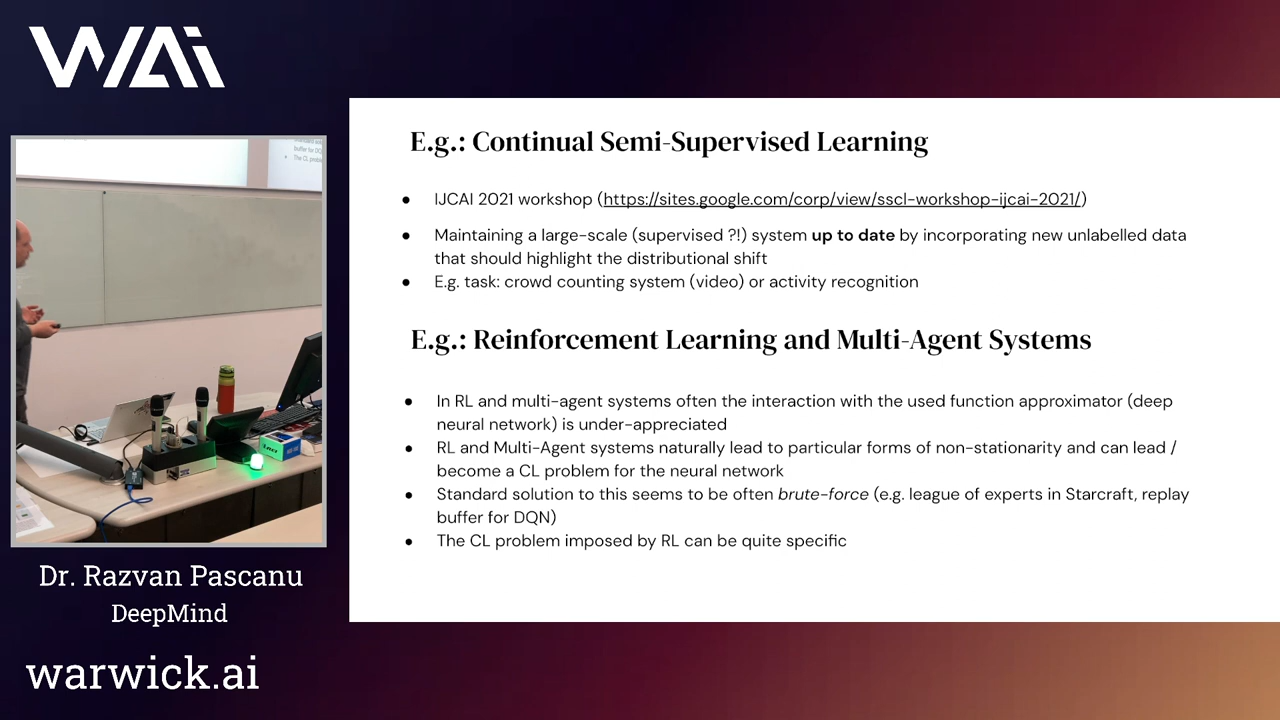 WAi
E.g.: Continual Semi-Supervised Learning
● IJCAI 2021 workshop (https://sites.google.com/corp/view/sscl-workshop-ijcai-2021/)
● Maintaining a large-scale (supervised ?!) system up to date by incorporating new unlabelled data
that should highlight the distributional shift
● E.g. task: crowd counting system (video) or activity recognition
E.g.: Reinforcement Learning and Multi-Agent Systems
● In RL and multi-agent systems often the interaction with the used function approximator (deep
neural network) is under-appreciated
● RL and Multi-Agent systems naturally lead to particular forms of non-stationarity and can lead /
become a CL problem for the neural network
● Standard solution to this seems to be often brute-force (e.g. league of experts in Starcraft, replay
buffer for DQN)
● The CL problem imposed by RL can be quite specific
buffer for DQ
The CL prob
Dr. Razvan Pascanu
DeepMind
warwick.ai